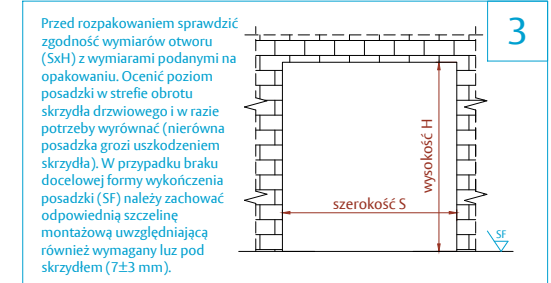 Przed rozpakowaniem sprawdzić
zgodność wymiarów otworu
(SxH) z wymiarami podanymi na
opakowaniu. Ocenić poziom
posadzki w strefie obrotu
skrzydła drzwiowego i w razie
potrzeby wyrównać (nierówna
posadzka grozi uszkodzeniem
skrzydła). W przypadku braku
docelowej formy wykończenia
posadzki (SF) należy zachować
odpowiednią szczelinę
montażową uwzględniającą
również wymagany luz pod
skrzydłem (7±3 mm).
3
wysokość H
szerokość S
SF